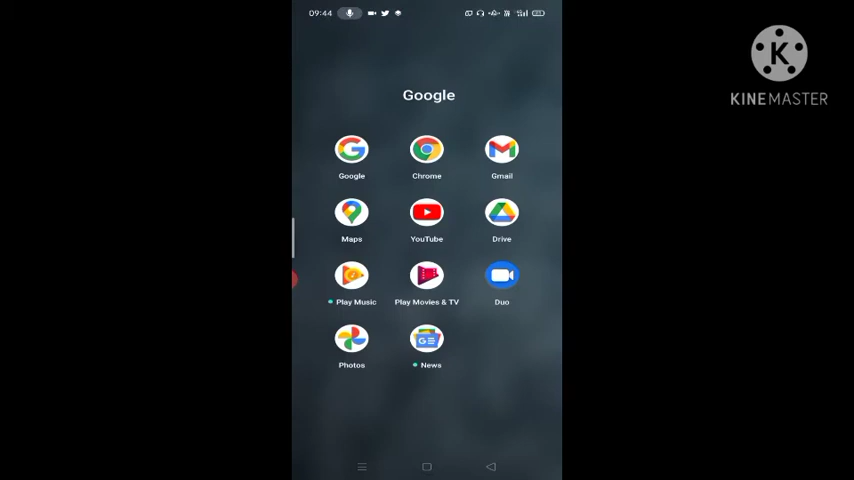 09:44
Google
Google
Chrome
Gmail
Maps
YouTube
Drive
Play Music
Play Movies & TV
Duo
Photos
News
K
KINEMASTER